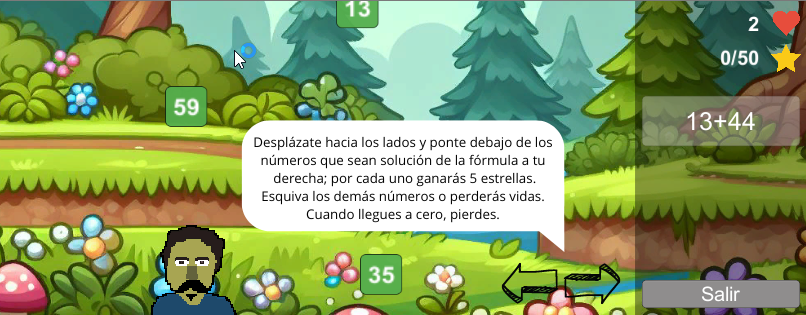 13
2
0/50
59
13+44
Desplázate hacia los lados y ponte debajo de los
números que sean solución de la fórmula a tu
derecha; por cada uno ganarás 5 estrellas.
Esquiva los demás números o perderás vidas.
Cuando llegues a cero, pierdes.
35
Salir